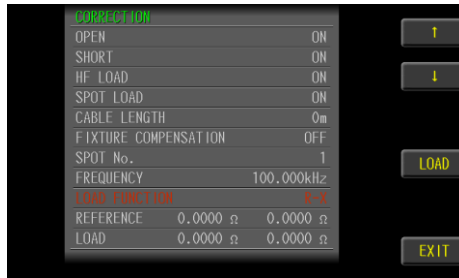 CORRECTION
OPEN ON
SHORT ON
HF LOAD ON
SPOT LOAD ON
CABLE LENGTH 0m
FIXTURE COMPENSATION OFF
SPOT No. 1
FREQUENCY 100.000kHz
LOAD FUNCTION R-X
REFERENCE 0.0000 Ω 0.0000 Ω
LOAD 0.0000 Ω 0.0000 Ω
↑
↓
LOAD
EXIT